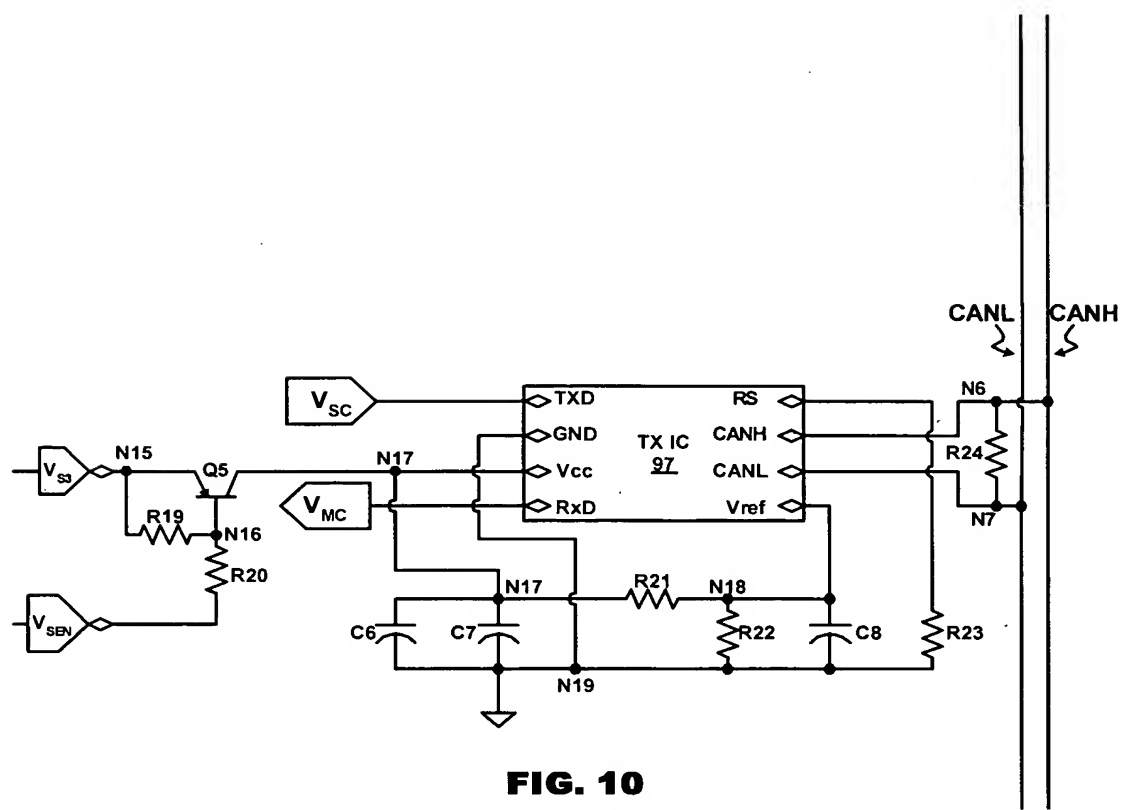 CANL CANH
V_SC TXD RS N6
GND CANH
TX IC
97
R24
V_S3 N15 Q5 N17 Vcc CANL
V_MC RxD Vref N7
R19 N16
R20
N17 R21 N18
V_SEN C6 C7 R22 C8 R23
N19
FIG. 10